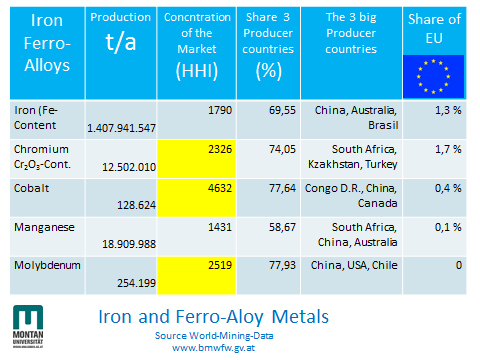 Iron Ferro-Alloys Production t/a Concntration of the Market (HHI) Share 3 Producer countries (%) The 3 big Producer countries Share of EU
Iron (Fe-Content 1.407.941.547 1790 69,55 China, Australia, Brasil 1,3 %
Chromium Cr₂O₃-Cont. 12.502.010 2326 74,05 South Africa, Kzakhstan, Turkey 1,7 %
Cobalt 128.624 4632 77,64 Congo D.R., China, Canada 0,4 %
Manganese 18.909.988 1431 58,67 South Africa, China, Australia 0,1 %
Molybdenum 254.199 2519 77,93 China, USA, Chile 0
MONTAN
UNIVERSITÄT
Iron and Ferro-Aloy Metals
Source World-Mining-Data
www.bmwfw.gv.at